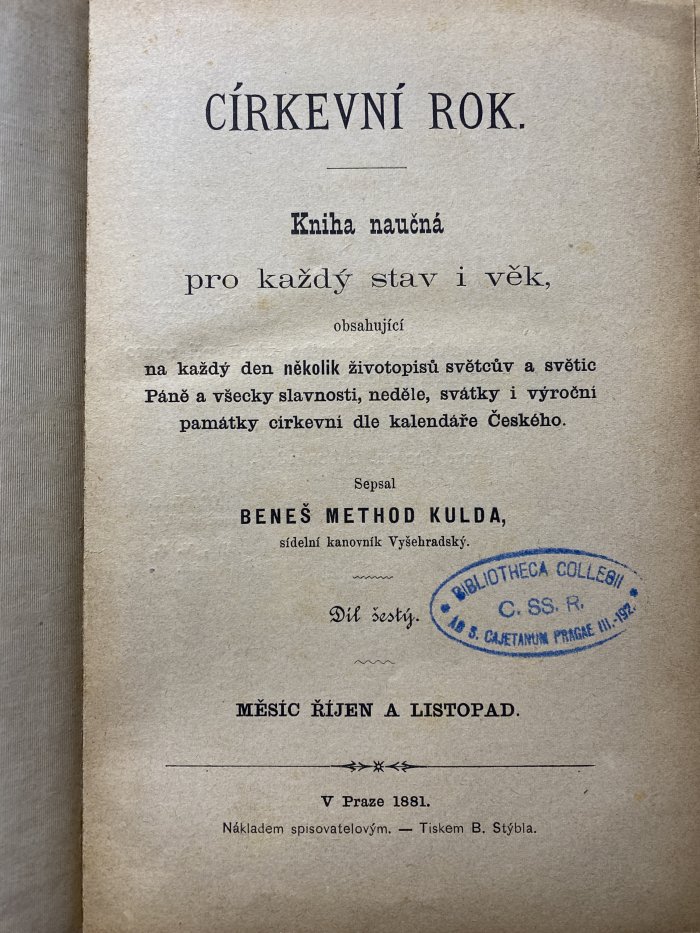 CÍRKEVNÍ ROK.
Kniha naučná
pro každý stav i věk,
obsahující
na každý den několik životopisů světcův a světic
Páně a všecky slavnosti, neděle, svátky i výroční
památky církevní dle kalendáře Českého.
Sepsal
BENEŠ METHOD KULDA,
sídelní kanovník Vyšehradský.
Díl šestý.
BIBLIOTHECA COLLEGII
C. SS. R.
AB S. CAJETANUM PRAGAE III.-192.
MĚSÍC ŘÍJEN A LISTOPAD.
V Praze 1881.
Nákladem spisovatelovým. — Tiskem B. Stýbla.